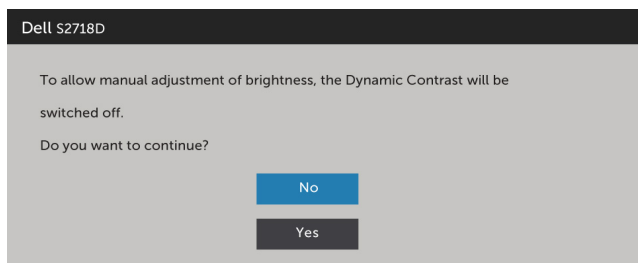 Dell S2718D
To allow manual adjustment of brightness, the Dynamic Contrast will be
switched off.
Do you want to continue?
No
Yes